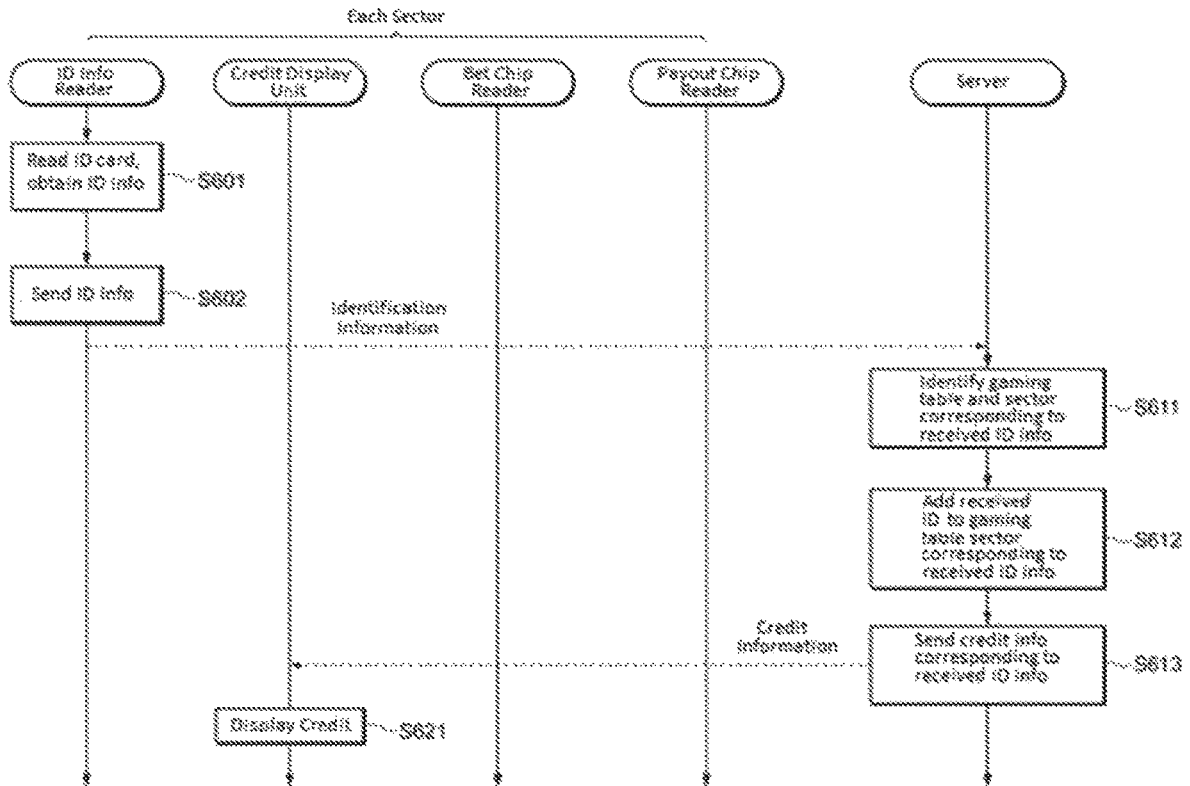 Each Sector
ID Info
Reader
Credit Display
Unit
Bet Chip
Reader
Payout Chip
Reader
Server
Read ID card,
obtain ID info
S601
Send ID info
S602
Identification
Information
Identify gaming
table and sector
corresponding to
received ID info
S611
Add received
ID to gaming
table sector
corresponding to
received ID info
S612
Credit
Information
Send credit info
corresponding to
received ID info
S613
Display Credit
S621